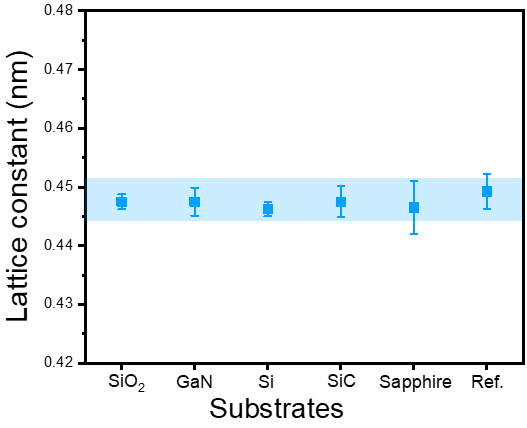 0.48
0.47
0.46
0.45
0.44
0.43
0.42
Lattice constant (nm)
SiO₂ GaN Si SiC Sapphire Ref.
Substrates